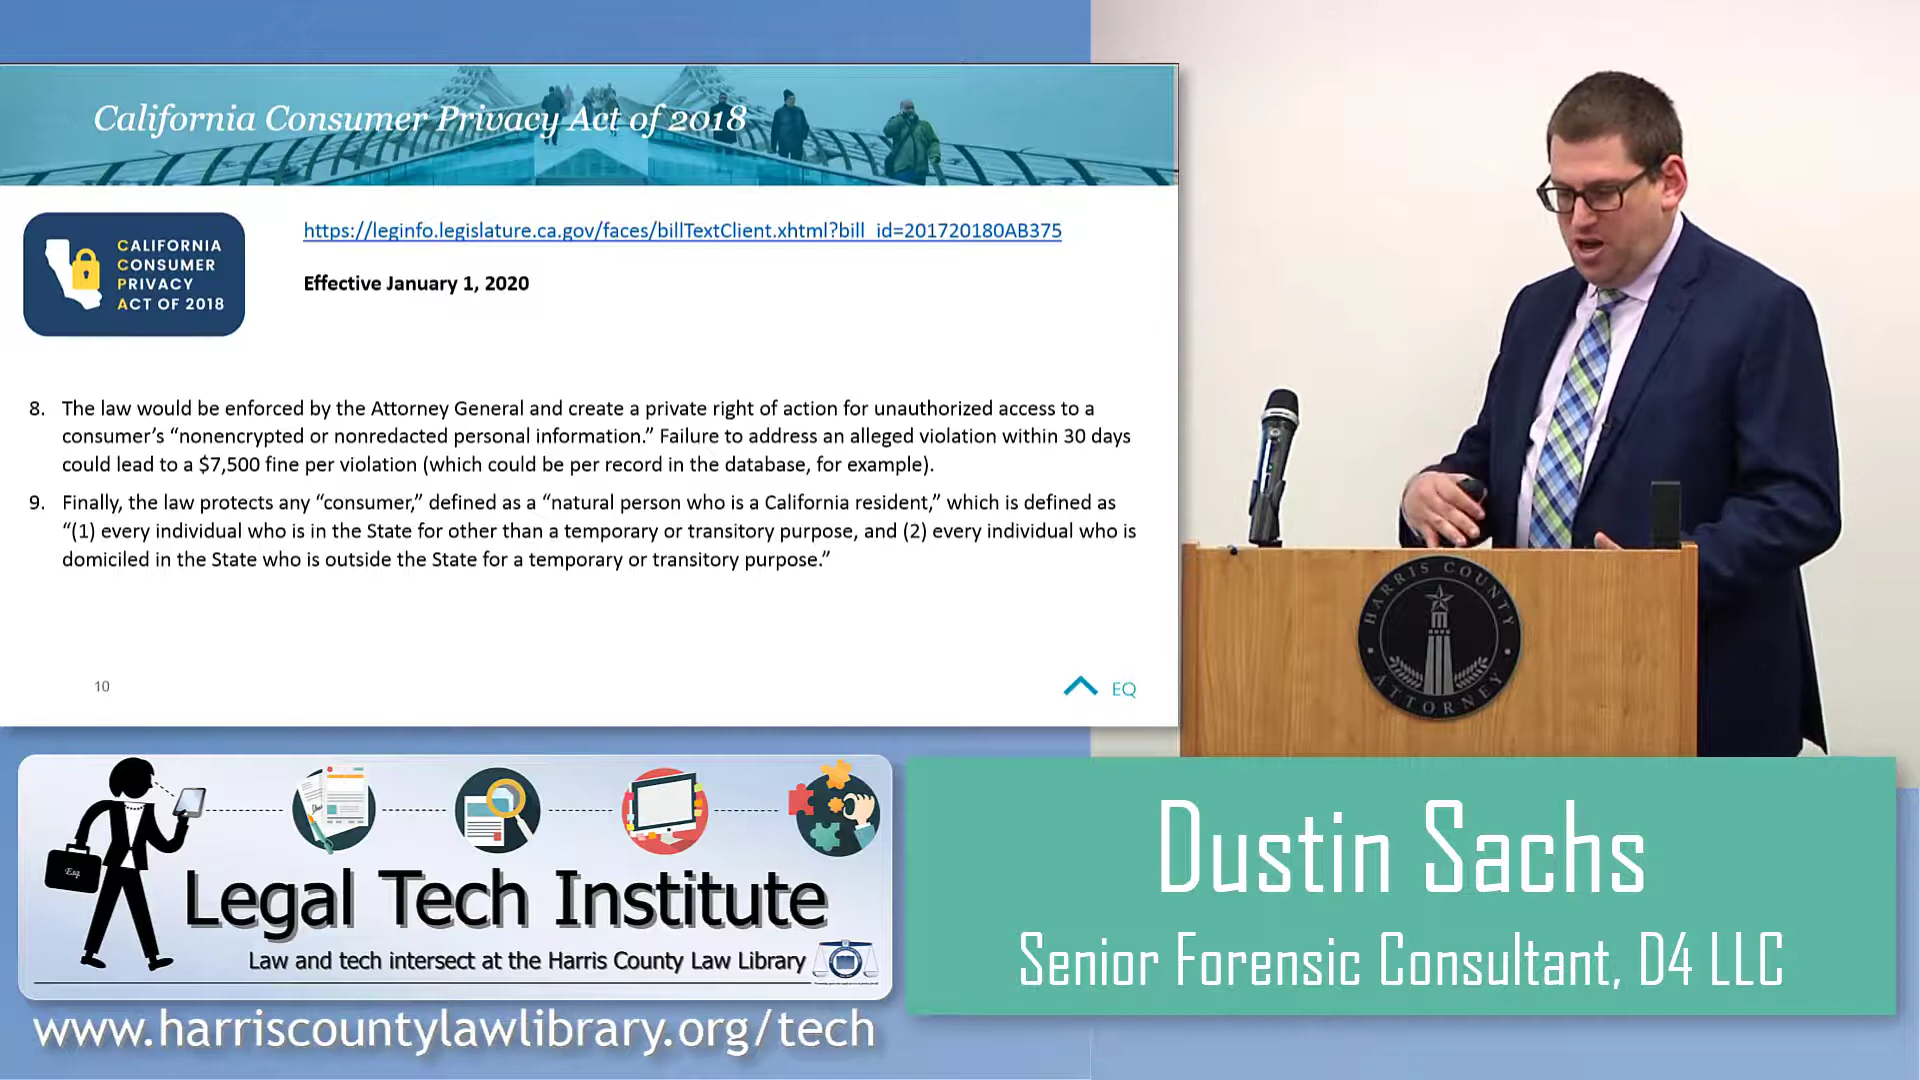 California Consumer Privacy Act of 2018
CALIFORNIA
CONSUMER
PRIVACY
ACT OF 2018
https://leginfo.legislature.ca.gov/faces/billTextClient.xhtml?bill_id=201720180AB375
Effective January 1, 2020
8. The law would be enforced by the Attorney General and create a private right of action for unauthorized access to a
consumer’s “nonencrypted or nonredacted personal information.” Failure to address an alleged violation within 30 days
could lead to a $7,500 fine per violation (which could be per record in the database, for example).
9. Finally, the law protects any “consumer,” defined as a “natural person who is a California resident,” which is defined as
“(1) every individual who is in the State for other than a temporary or transitory purpose, and (2) every individual who is
domiciled in the State who is outside the State for a temporary or transitory purpose.”
10
EQ
HARRIS COUNTY
ATTORNEY
Esq.
Legal Tech Institute
Law and tech intersect at the Harris County Law Library
www.harriscountylawlibrary.org/tech
Dustin Sachs
Senior Forensic Consultant, D4 LLC